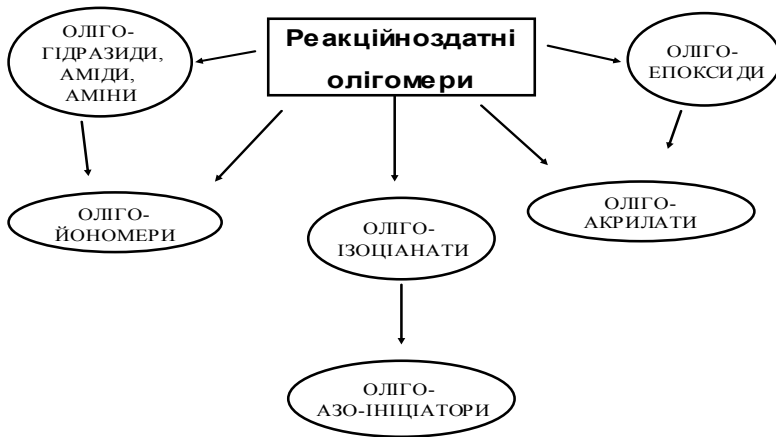 Реакційноздатні
олігомери
ОЛІГО-
ГІДРАЗИДИ,
АМІДИ,
АМІНИ
ОЛІГО-
ЕПОКСИДИ
ОЛІГО-
ЙОНОМЕРИ
ОЛІГО-
ІЗОЦІАНАТИ
ОЛІГО-
АКРИЛАТИ
ОЛІГО-
АЗО-ІНІЦІАТОРИ